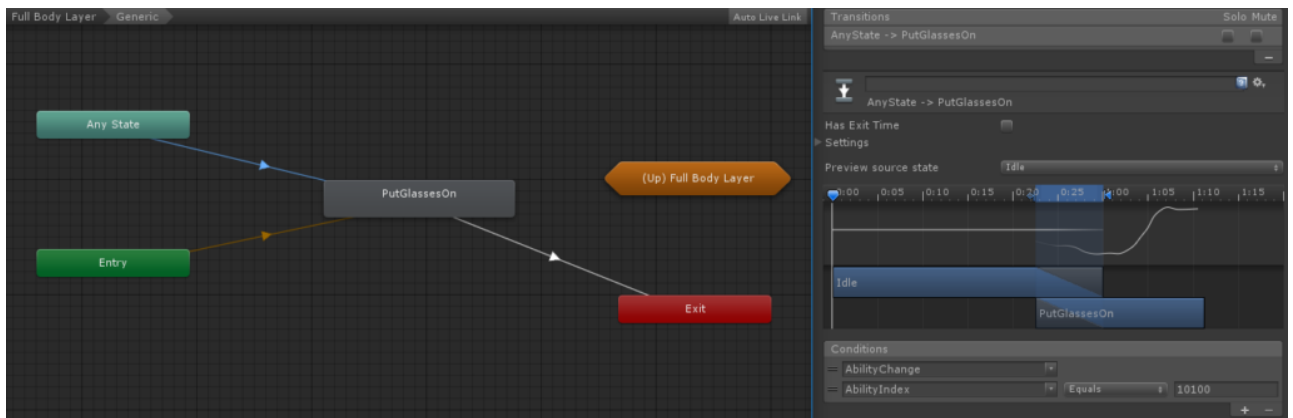 Full Body Layer Generic Auto Live Link
Any State
(Up) Full Body Layer
PutGlassesOn
Entry
Exit
Transitions Solo Mute
AnyState -> PutGlassesOn
AnyState -> PutGlassesOn
Has Exit Time
Settings
Preview source state Idle
0:00 0:05 0:10 0:15 0:20 0:25 1:00 1:05 1:10 1:15
Idle
PutGlassesOn
Conditions
AbilityChange
AbilityIndex Equals 10100